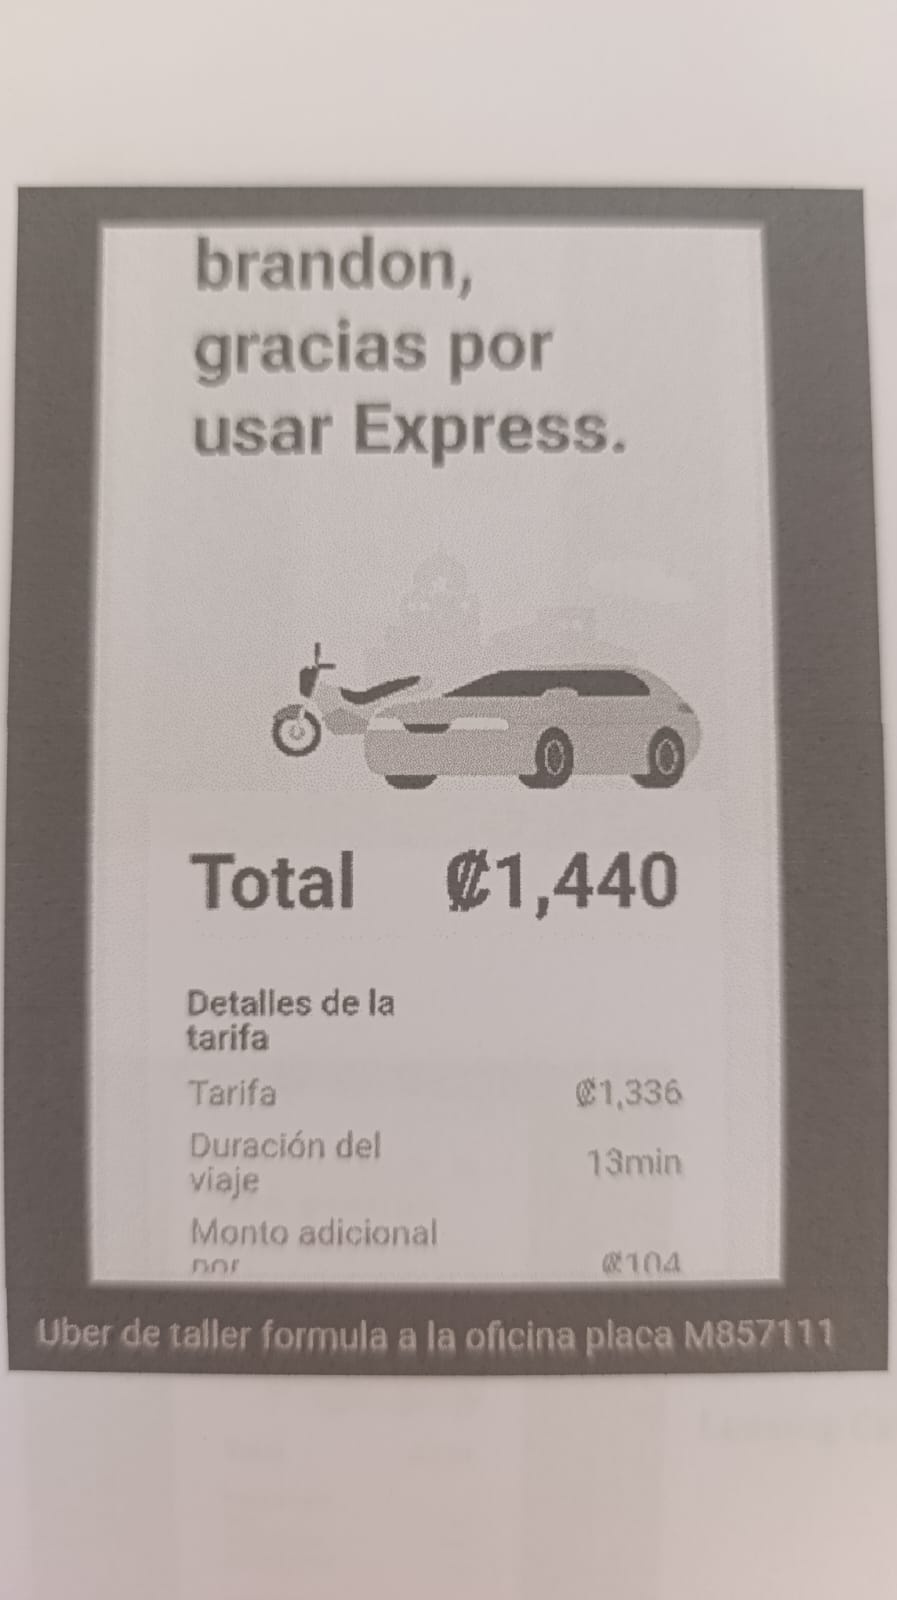 brandon,
gracias por
usar Express.
Total ₡1,440
Detalles de la
tarifa
Tarifa ₡1,336
Duración del
viaje 13min
Monto adicional
por ₡104
Uber de taller formula a la oficina placa M857111